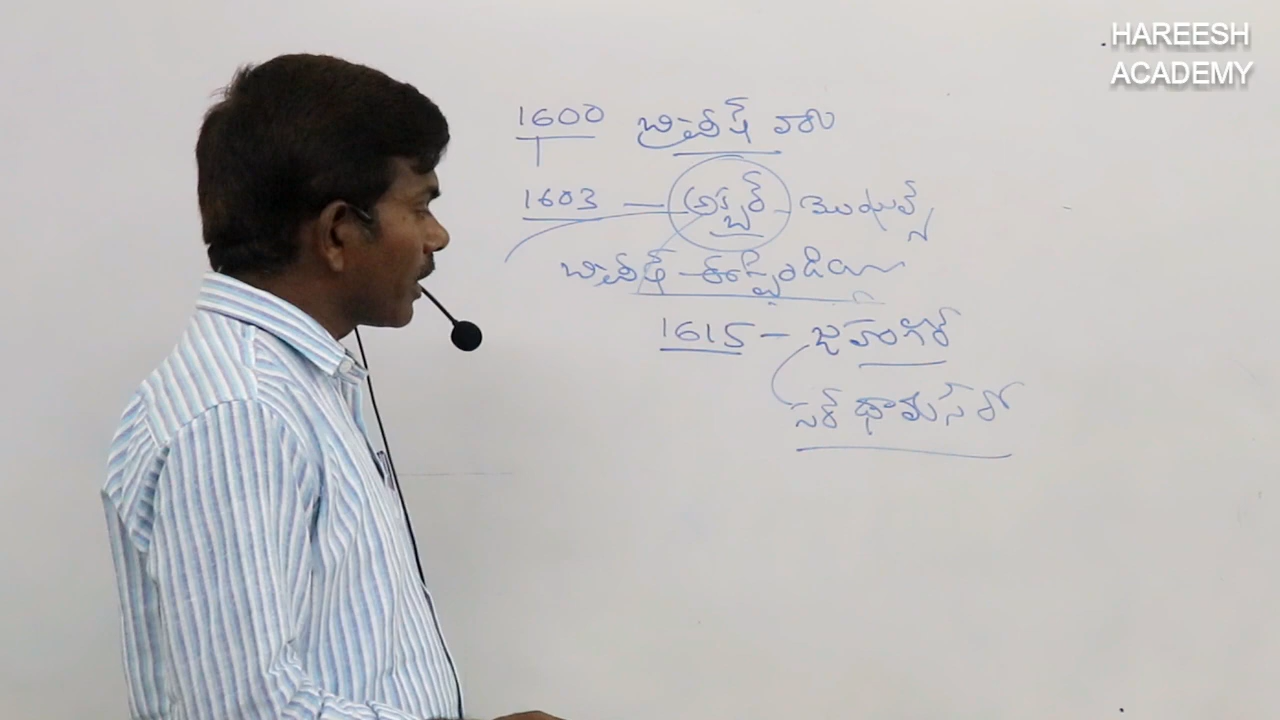 HAREESH
ACADEMY
1600 బ్రిటీష్ వారు
1603 — అక్బర్ – మొఘల్స్
బ్రిటీష్ ఈస్టిండియా
1615 – జహంగీర్
సర్ థామస్ రో